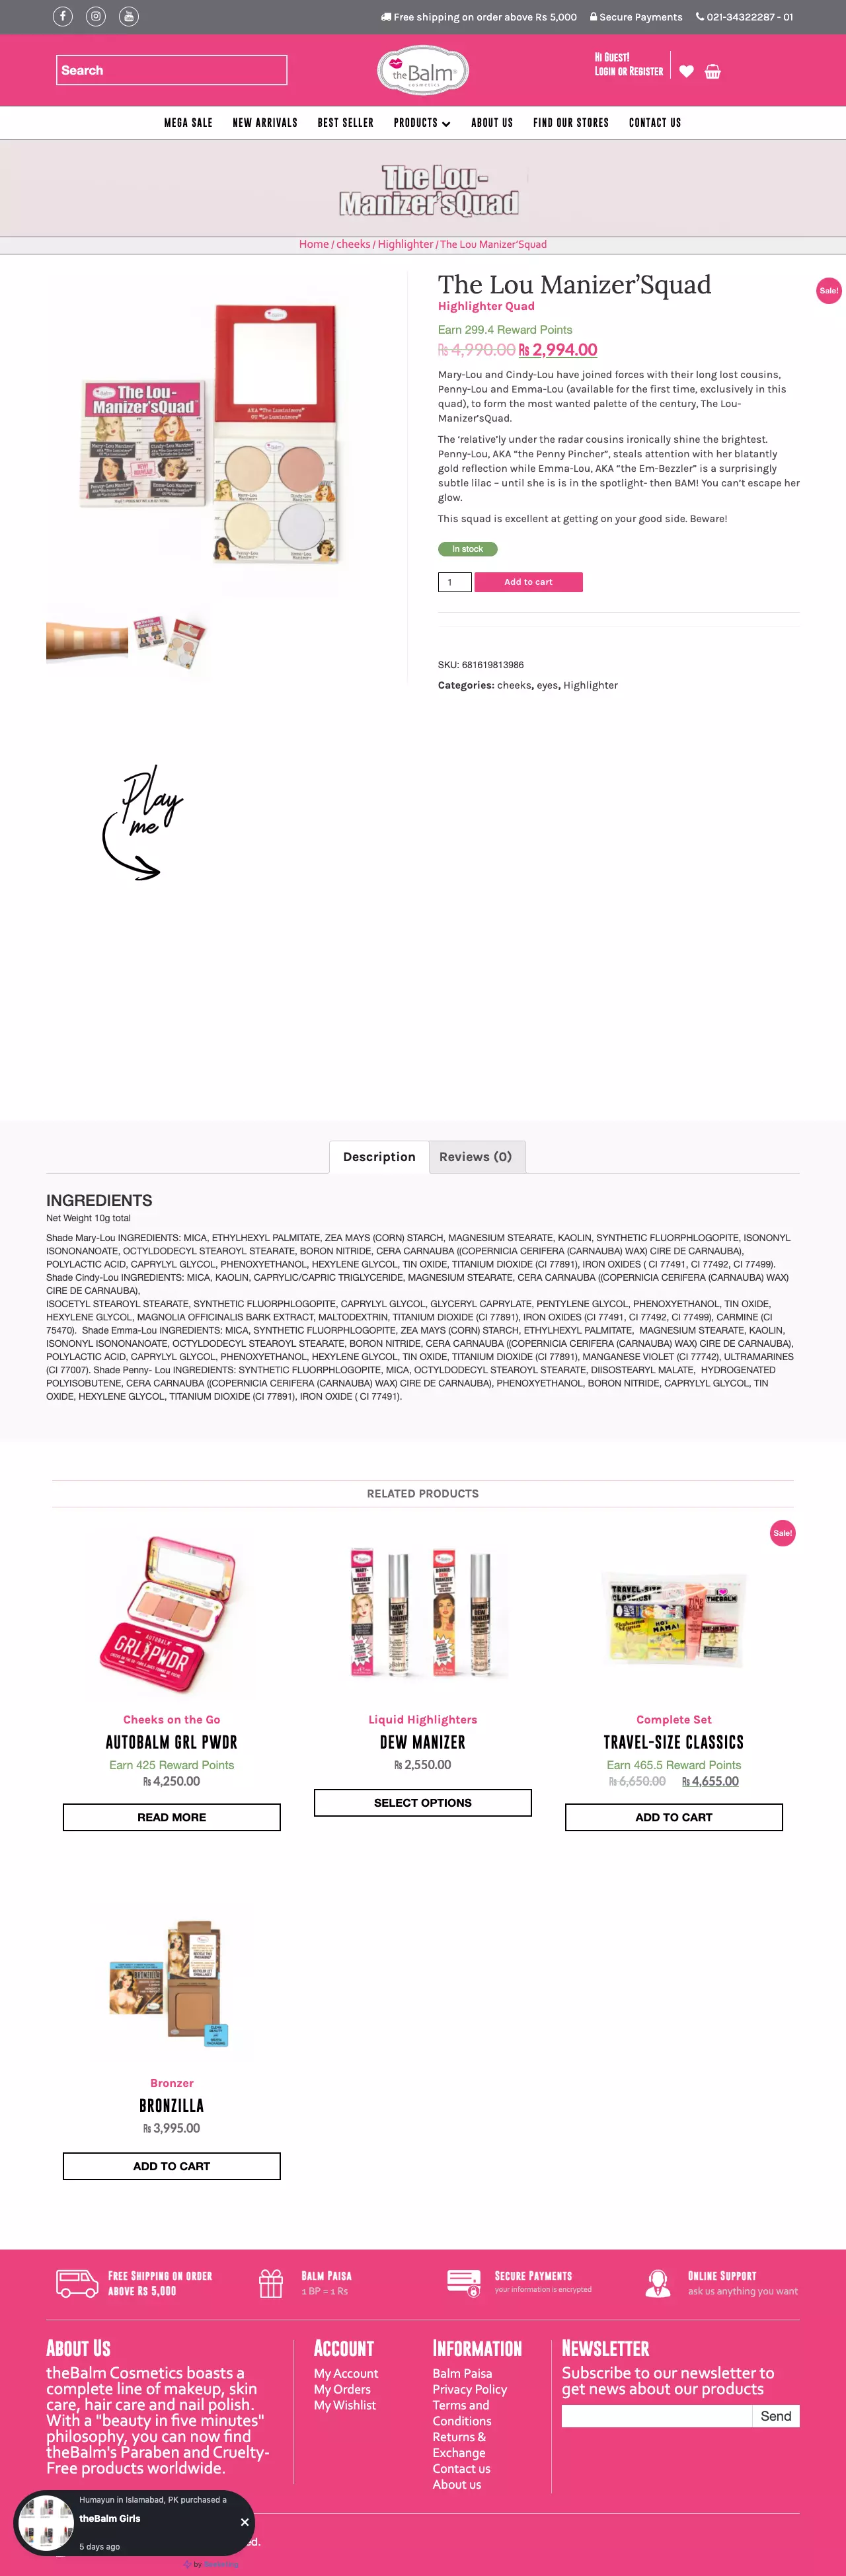 Free shipping on order above Rs 5,000 Secure Payments 021-34322287 - 01
Search
theBalm®
COSMETICS
Hi Guest!
Login or Register
MEGA SALE NEW ARRIVALS BEST SELLER PRODUCTS ABOUT US FIND OUR STORES CONTACT US
The Lou-
Manizer'sQuad
Home / cheeks / Highlighter / The Lou Manizer'Squad
The Lou Manizer'Squad
Sale!
Highlighter Quad
Earn 299.4 Reward Points
₨ 4,990.00 ₨ 2,994.00
Mary-Lou and Cindy-Lou have joined forces with their long lost cousins,
Penny-Lou and Emma-Lou (available for the first time, exclusively in this
quad), to form the most wanted palette of the century, The Lou-
Manizer'sQuad.
The 'relative'ly under the radar cousins ironically shine the brightest.
Penny-Lou, AKA "the Penny Pincher", steals attention with her blatantly
gold reflection while Emma-Lou, AKA "the Em-Bezzler" is a surprisingly
subtle lilac – until she is is in the spotlight- then BAM! You can't escape her
glow.
This squad is excellent at getting on your good side. Beware!
In stock
1 Add to cart
SKU: 681619813986
Categories: cheeks, eyes, Highlighter
The Lou-
Manizer'sQuad
AKA "The Luminizers"
Play
me
Description Reviews (0)
INGREDIENTS
Net Weight 10g total
Shade Mary-Lou INGREDIENTS: MICA, ETHYLHEXYL PALMITATE, ZEA MAYS (CORN) STARCH, MAGNESIUM STEARATE, KAOLIN, SYNTHETIC FLUORPHLOGOPITE, ISONONYL
ISONONANOATE, OCTYLDODECYL STEAROYL STEARATE, BORON NITRIDE, CERA CARNAUBA ((COPERNICIA CERIFERA (CARNAUBA) WAX) CIRE DE CARNAUBA),
POLYLACTIC ACID, CAPRYLYL GLYCOL, PHENOXYETHANOL, HEXYLENE GLYCOL, TIN OXIDE, TITANIUM DIOXIDE (CI 77891), IRON OXIDES ( CI 77491, CI 77492, CI 77499).
Shade Cindy-Lou INGREDIENTS: MICA, KAOLIN, CAPRYLIC/CAPRIC TRIGLYCERIDE, MAGNESIUM STEARATE, CERA CARNAUBA ((COPERNICIA CERIFERA (CARNAUBA) WAX)
CIRE DE CARNAUBA),
ISOCETYL STEAROYL STEARATE, SYNTHETIC FLUORPHLOGOPITE, CAPRYLYL GLYCOL, GLYCERYL CAPRYLATE, PENTYLENE GLYCOL, PHENOXYETHANOL, TIN OXIDE,
HEXYLENE GLYCOL, MAGNOLIA OFFICINALIS BARK EXTRACT, MALTODEXTRIN, TITANIUM DIOXIDE (CI 77891), IRON OXIDES (CI 77491, CI 77492, CI 77499), CARMINE (CI
75470). Shade Emma-Lou INGREDIENTS: MICA, SYNTHETIC FLUORPHLOGOPITE, ZEA MAYS (CORN) STARCH, ETHYLHEXYL PALMITATE, MAGNESIUM STEARATE, KAOLIN,
ISONONYL ISONONANOATE, OCTYLDODECYL STEAROYL STEARATE, BORON NITRIDE, CERA CARNAUBA ((COPERNICIA CERIFERA (CARNAUBA) WAX) CIRE DE CARNAUBA),
POLYLACTIC ACID, CAPRYLYL GLYCOL, PHENOXYETHANOL, HEXYLENE GLYCOL, TIN OXIDE, TITANIUM DIOXIDE (CI 77891), MANGANESE VIOLET (CI 77742), ULTRAMARINES
(CI 77007). Shade Penny- Lou INGREDIENTS: SYNTHETIC FLUORPHLOGOPITE, MICA, OCTYLDODECYL STEAROYL STEARATE, DIISOSTEARYL MALATE, HYDROGENATED
POLYISOBUTENE, CERA CARNAUBA ((COPERNICIA CERIFERA (CARNAUBA) WAX) CIRE DE CARNAUBA), PHENOXYETHANOL, BORON NITRIDE, CAPRYLYL GLYCOL, TIN
OXIDE, HEXYLENE GLYCOL, TITANIUM DIOXIDE (CI 77891), IRON OXIDE ( CI 77491).
RELATED PRODUCTS
Sale!
AUTOBALM
GRL PWDR
TRAVEL-SIZE
CLASSICS!
Cheeks on the Go Liquid Highlighters Complete Set
AUTOBALM GRL PWDR DEW MANIZER TRAVEL-SIZE CLASSICS
Earn 425 Reward Points ₨ 2,550.00 Earn 465.5 Reward Points
₨ 4,250.00 ₨ 6,650.00 ₨ 4,655.00
READ MORE SELECT OPTIONS ADD TO CART
Bronzer
BRONZILLA
₨ 3,995.00
ADD TO CART
Free Shipping on order
above Rs 5,000
Balm Paisa
1 BP = 1 Rs
Secure Payments
your information is encrypted
Online Support
ask us anything you want
About Us
theBalm Cosmetics boasts a
complete line of makeup, skin
care, hair care and nail polish.
With a "beauty in five minutes"
philosophy, you can now find
theBalm's Paraben and Cruelty-
Free products worldwide.
Account
My Account
My Orders
My Wishlist
Information
Balm Paisa
Privacy Policy
Terms and
Conditions
Returns &
Exchange
Contact us
About us
Newsletter
Subscribe to our newsletter to
get news about our products
Send
Humayun in Islamabad, PK purchased a
theBalm Girls
5 days ago
ed.
by